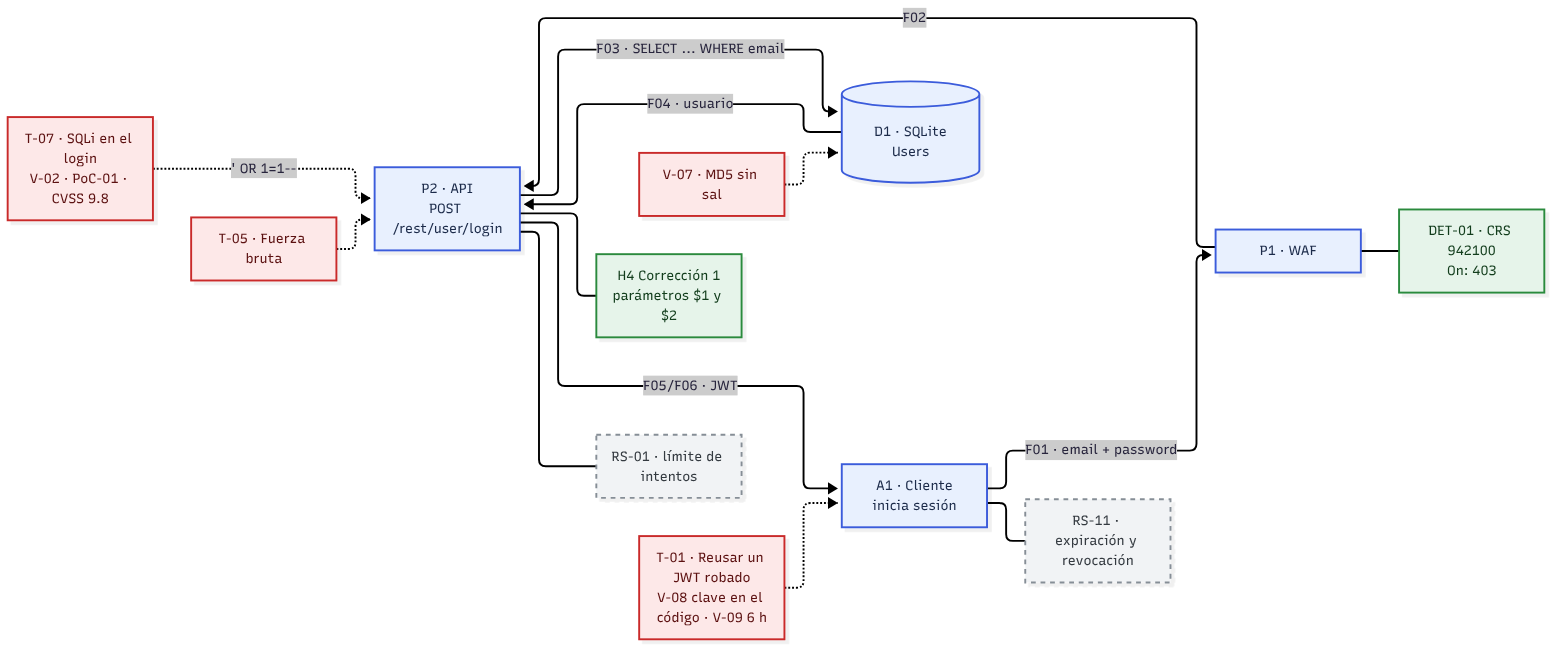 F02
F03 · SELECT ... WHERE email
F04 · usuario
D1 · SQLite
Users
T-07 · SQLi en el
login
V-02 · PoC-01 ·
CVSS 9.8
' OR 1=1--
P2 · API
POST
/rest/user/login
V-07 · MD5 sin
sal
T-05 · Fuerza
bruta
P1 · WAF
DET-01 · CRS
942100
On: 403
H4 Corrección 1
parámetros $1 y
$2
F05/F06 · JWT
RS-01 · límite de
intentos
F01 · email + password
A1 · Cliente
inicia sesión
RS-11 ·
expiración y
revocación
T-01 · Reusar un
JWT robado
V-08 clave en el
código · V-09 6 h